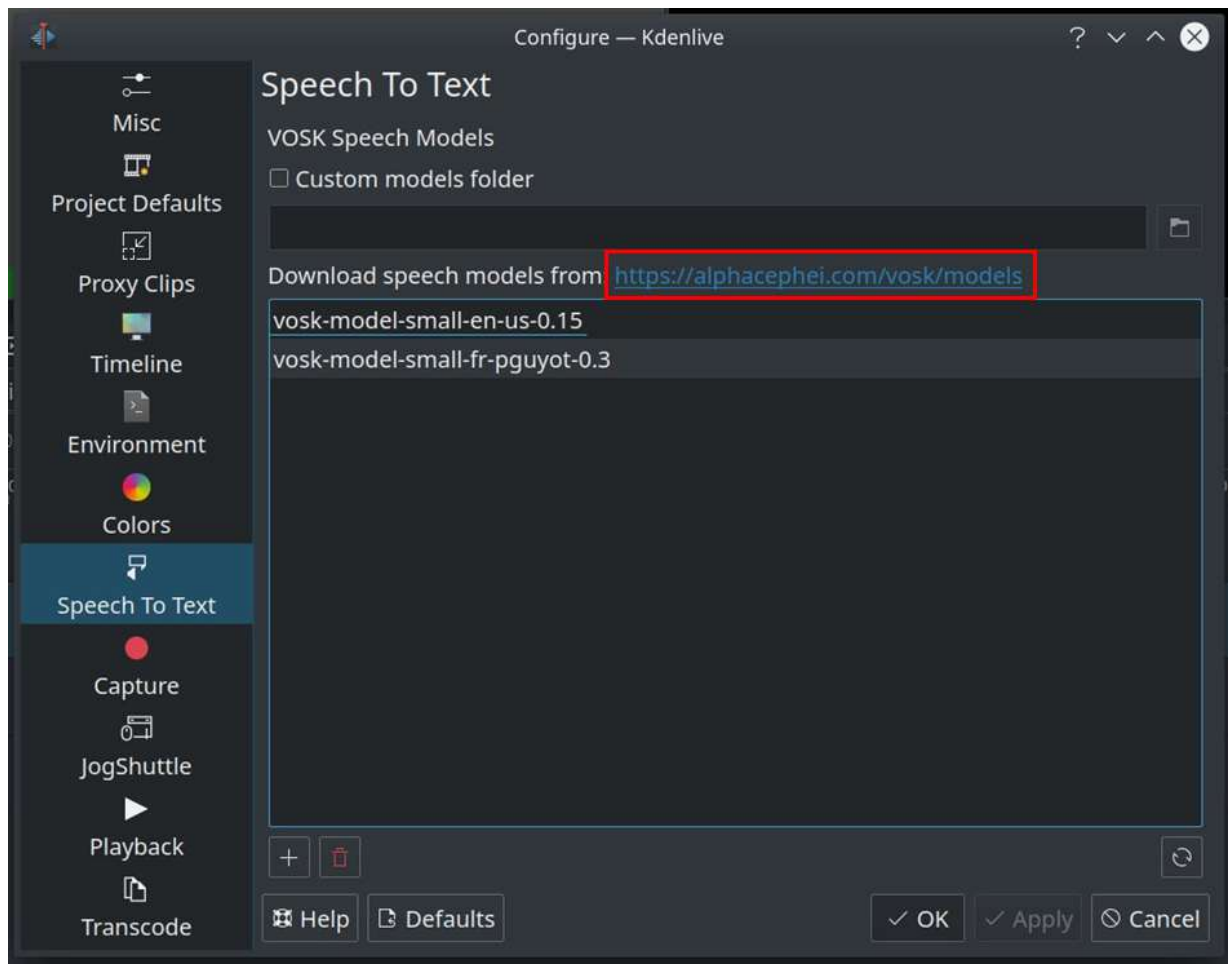 Configure — Kdenlive
Misc
Project Defaults
Proxy Clips
Timeline
Environment
Colors
Speech To Text
Capture
JogShuttle
Playback
Transcode
Speech To Text
VOSK Speech Models
Custom models folder
Download speech models from https://alphacephei.com/vosk/models
vosk-model-small-en-us-0.15
vosk-model-small-fr-pguyot-0.3
Help Defaults OK Apply Cancel